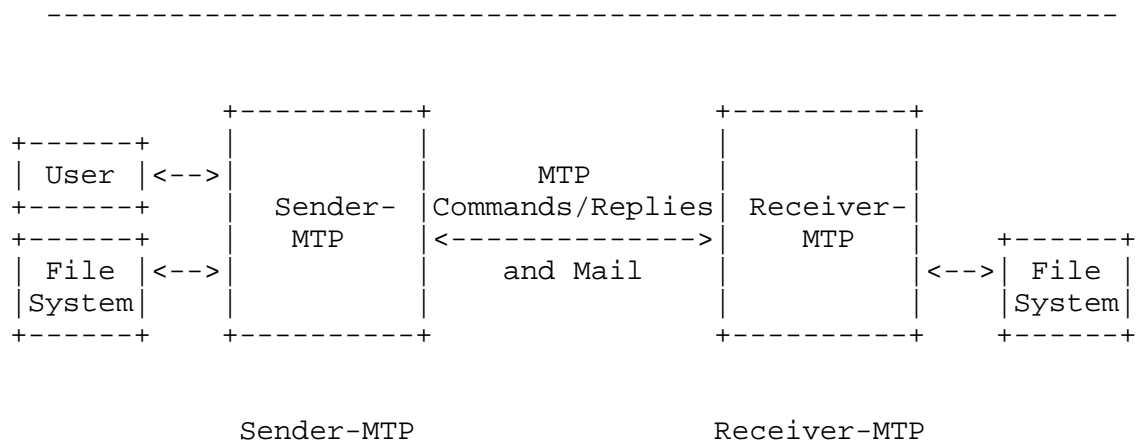 User MTP
Sender- Commands/Replies Receiver-
MTP MTP
File and Mail File
System System
Sender-MTP Receiver-MTP